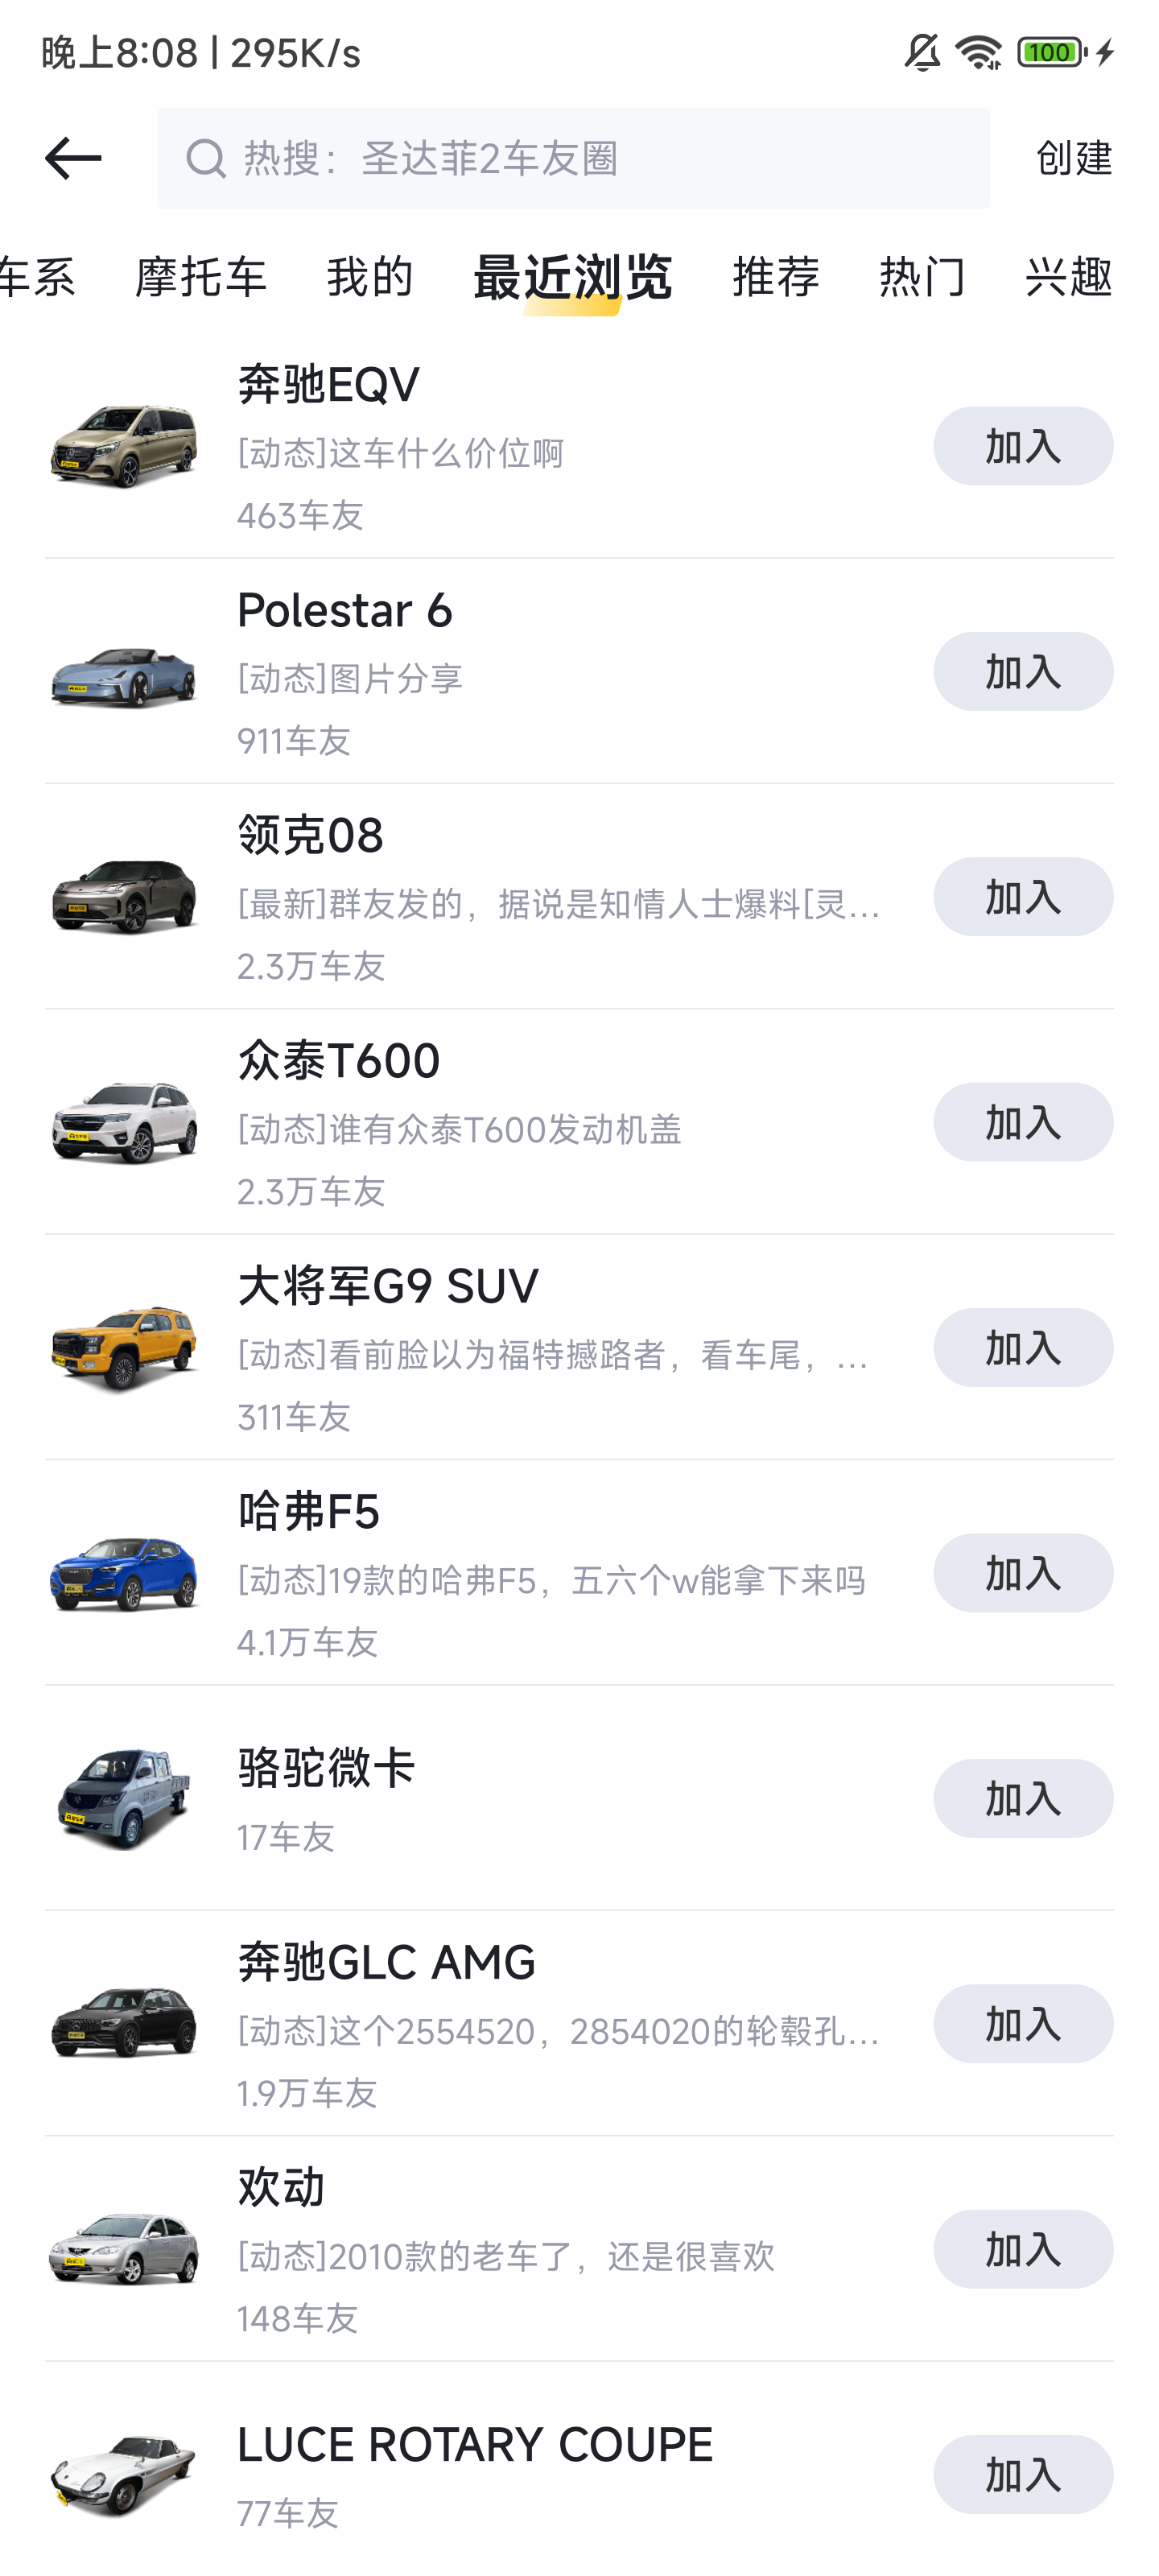 晚上8:08 | 295K/s
100
热搜：圣达菲2车友圈
创建
车系 摩托车 我的 最近浏览 推荐 热门 兴趣
奔驰EQV
[动态]这车什么价位啊
463车友
加入
Polestar 6
[动态]图片分享
911车友
加入
领克08
[最新]群友发的，据说是知情人士爆料[灵...
2.3万车友
加入
众泰T600
[动态]谁有众泰T600发动机盖
2.3万车友
加入
大将军G9 SUV
[动态]看前脸以为福特撼路者，看车尾，...
311车友
加入
哈弗F5
[动态]19款的哈弗F5，五六个w能拿下来吗
4.1万车友
加入
骆驼微卡
17车友
加入
奔驰GLC AMG
[动态]这个2554520，2854020的轮毂孔...
1.9万车友
加入
欢动
[动态]2010款的老车了，还是很喜欢
148车友
加入
LUCE ROTARY COUPE
77车友
加入